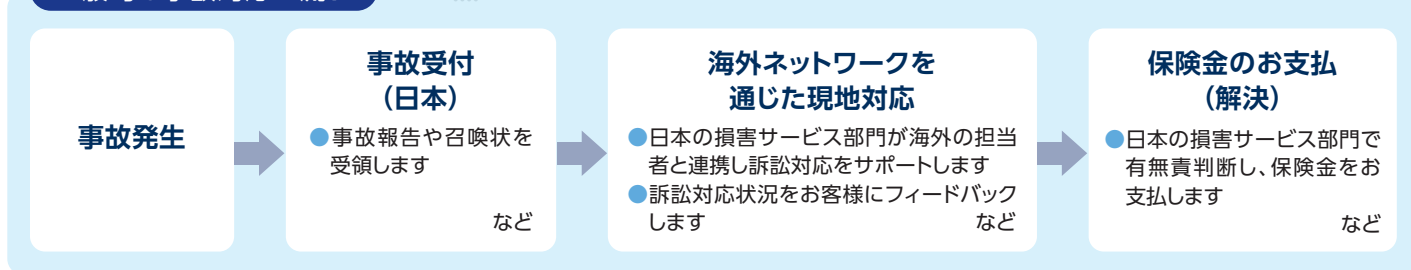 事故発生
事故受付
（日本）
●事故報告や召喚状を
受領します
など
海外ネットワークを
通じた現地対応
●日本の損害サービス部門が海外の担当
者と連携し訴訟対応をサポートします
●訴訟対応状況をお客様にフィードバック
します など
保険金のお支払
（解決）
●日本の損害サービス部門で
有無責判断し、保険金をお
支払します
など